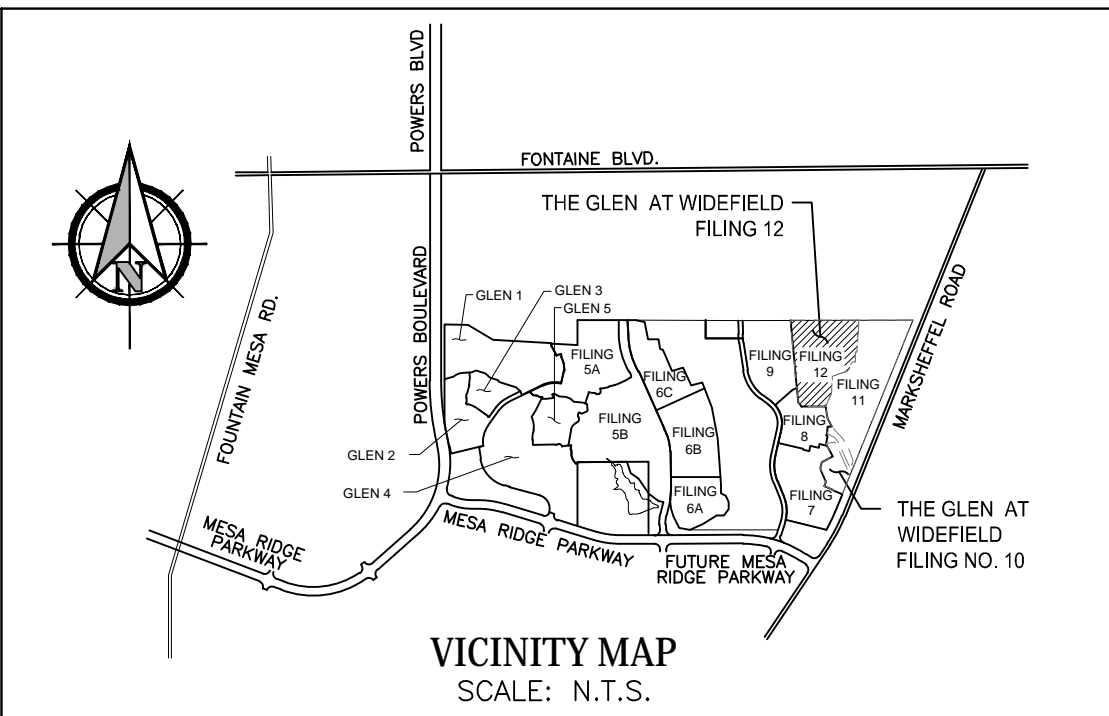 POWERS BLVD
FONTAINE BLVD.
THE GLEN AT WIDEFIELD
FILING 12
N
FOUNTAIN MESA RD.
POWERS BOULEVARD
MARKSHEFFEL ROAD
GLEN 1
GLEN 3
GLEN 5
FILING
5A
FILING
9
FILING
12
FILING
11
FILING
6C
FILING
5B
FILING
6B
FILING
8
GLEN 2
GLEN 4
FILING
6A
FILING
7
THE GLEN AT
WIDEFIELD
FILING NO. 10
MESA RIDGE
PARKWAY
MESA RIDGE PARKWAY
FUTURE MESA
RIDGE PARKWAY
VICINITY MAP
SCALE: N.T.S.